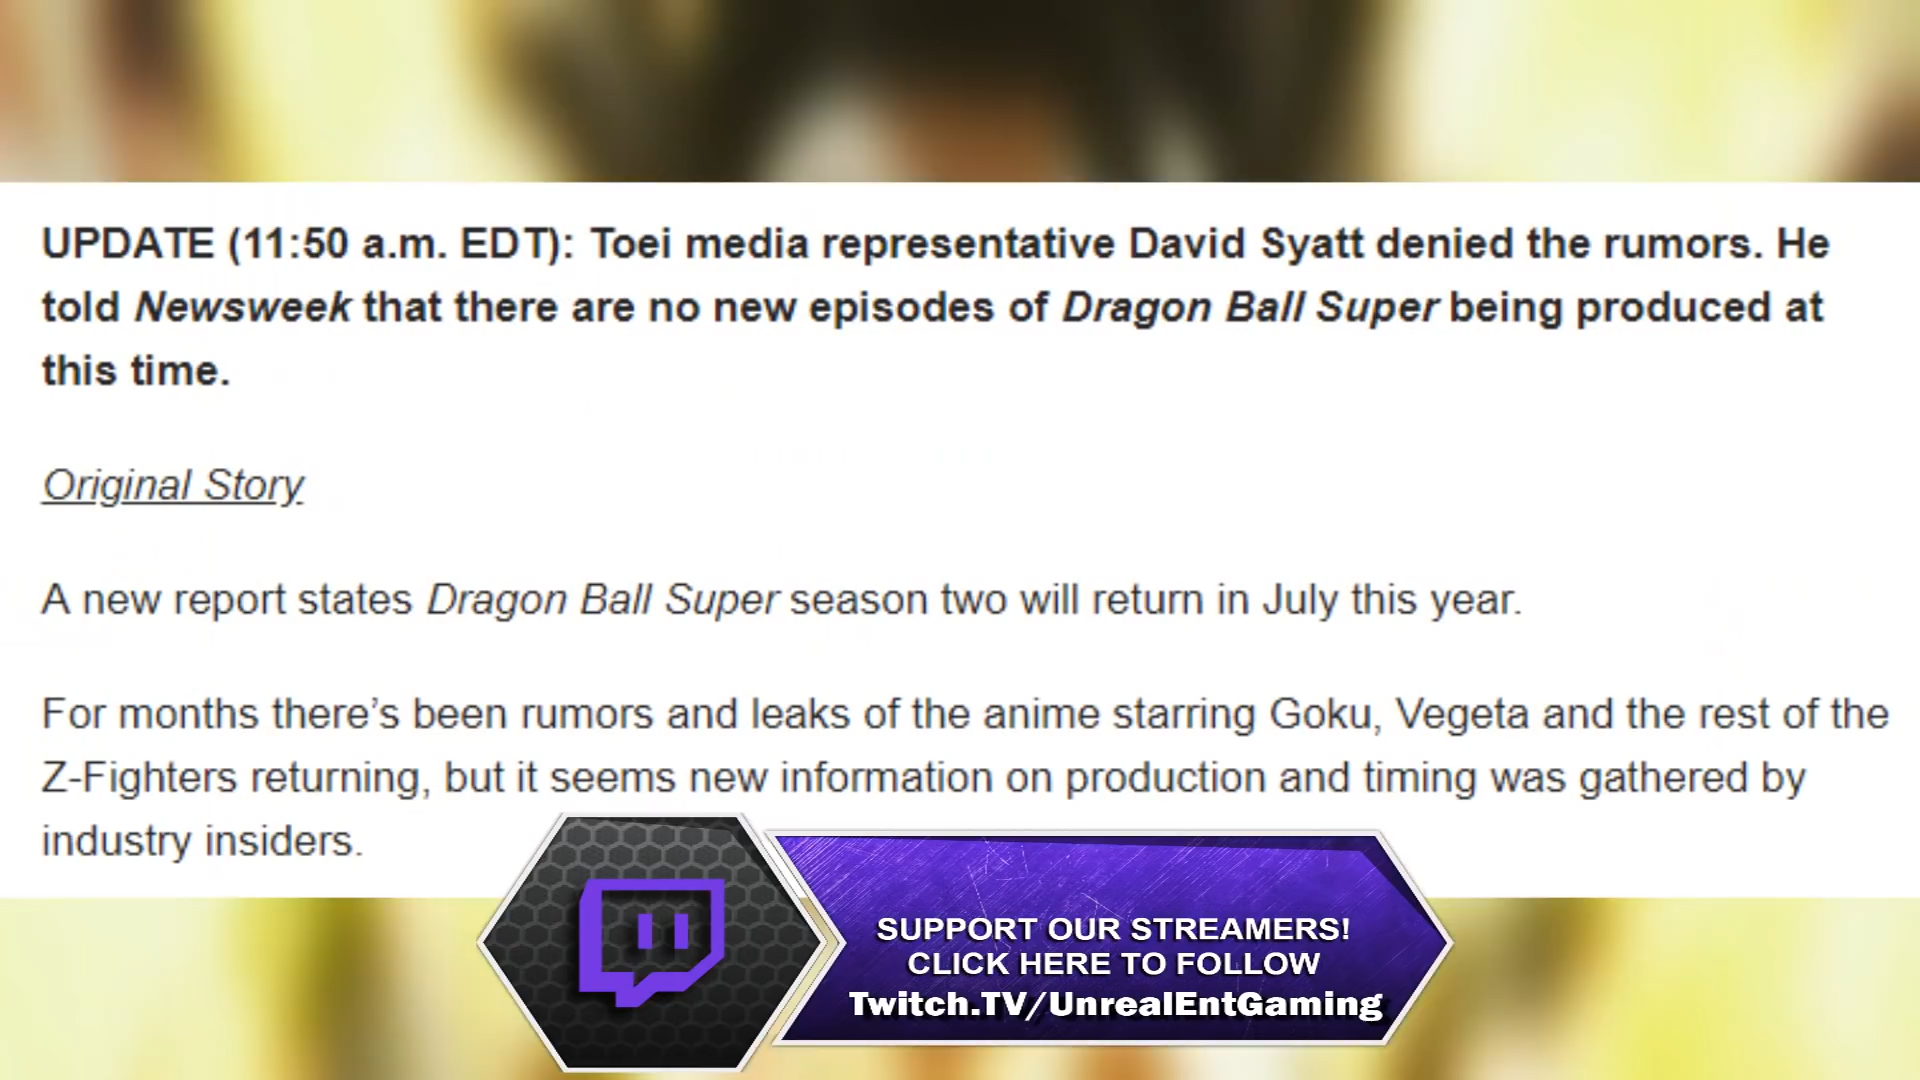 UPDATE (11:50 a.m. EDT): Toei media representative David Syatt denied the rumors. He
told Newsweek that there are no new episodes of Dragon Ball Super being produced at
this time.
Original Story
A new report states Dragon Ball Super season two will return in July this year.
For months there’s been rumors and leaks of the anime starring Goku, Vegeta and the rest of the
Z-Fighters returning, but it seems new information on production and timing was gathered by
industry insiders.
SUPPORT OUR STREAMERS!
CLICK HERE TO FOLLOW
Twitch.TV/UnrealEntGaming